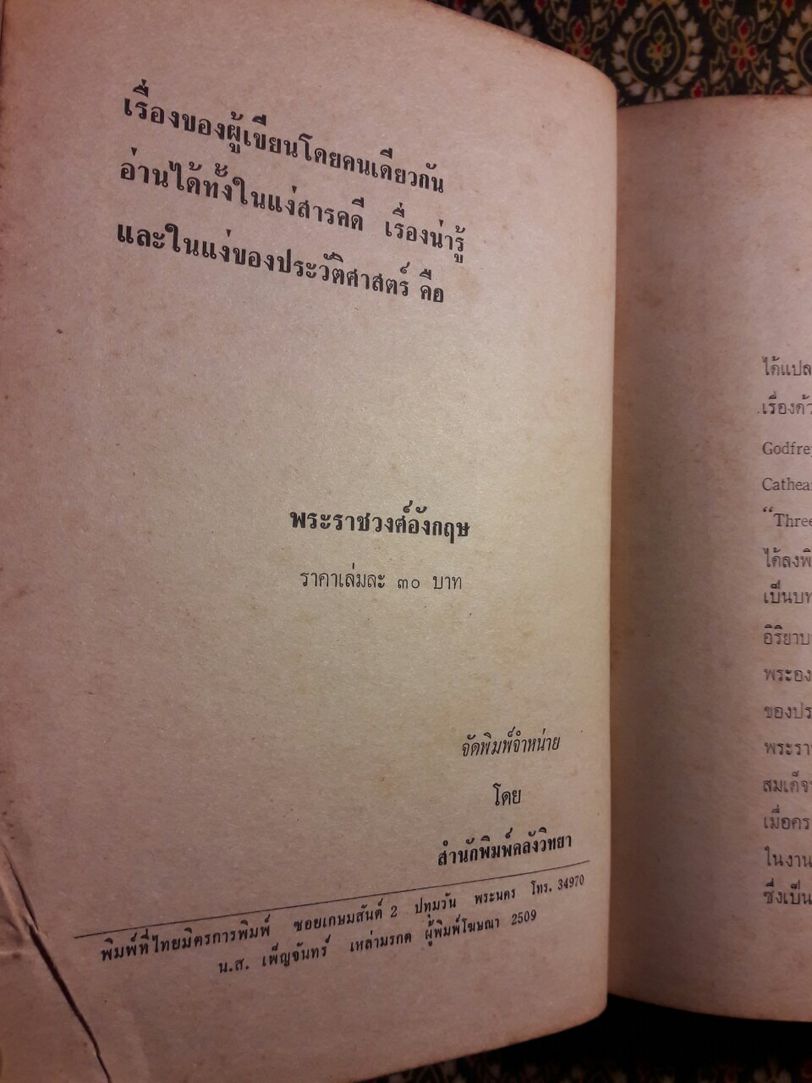 เรื่องของผู้เขียนโดยคนเดียวกัน
อ่านได้ทั้งในแง่สารคดี เรื่องน่ารู้
และในแง่ของประวัติศาสตร์ คือ
พระราชวงศ์อังกฤษ
ราคาเล่มละ ๓๐ บาท
จัดพิมพ์จำหน่าย
โดย
สำนักพิมพ์คลังวิทยา
พิมพ์ที่ไทยมิตรการพิมพ์ ซอยเกษมสันต์ 2 ปทุมวัน พระนคร โทร. 34970
น.ส. เพ็ญจันทร์ เหล่ามรกต ผู้พิมพ์โฆษณา 2509
ได้แปล
เรื่องด้ว
Godfre
Cathea
"Three
ได้ลงพิ
เป็นบท
อิริยาบ
พระอง
ของปร
พระรา
สมเด็จ
เมื่อคร
ในงาน
ซึ่งเป็น